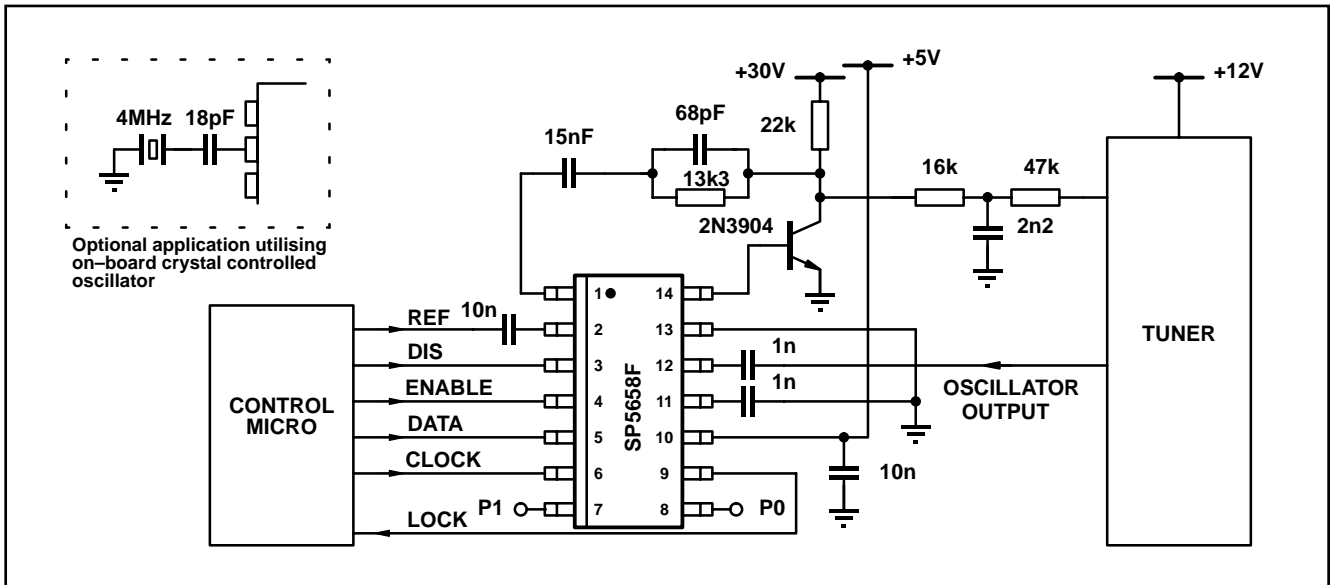 +30V
+5V
+12V
4MHz
18pF
68pF
22k
15nF
13k3
16k
47k
2N3904
2n2
Optional application utilising
on–board crystal controlled
oscillator
CONTROL
MICRO
REF
10n
DIS
ENABLE
DATA
CLOCK
P1
LOCK
1
2
3
4
5
6
7
SP5658F
14
13
12
11
10
9
8
P0
1n
1n
10n
OSCILLATOR
OUTPUT
TUNER